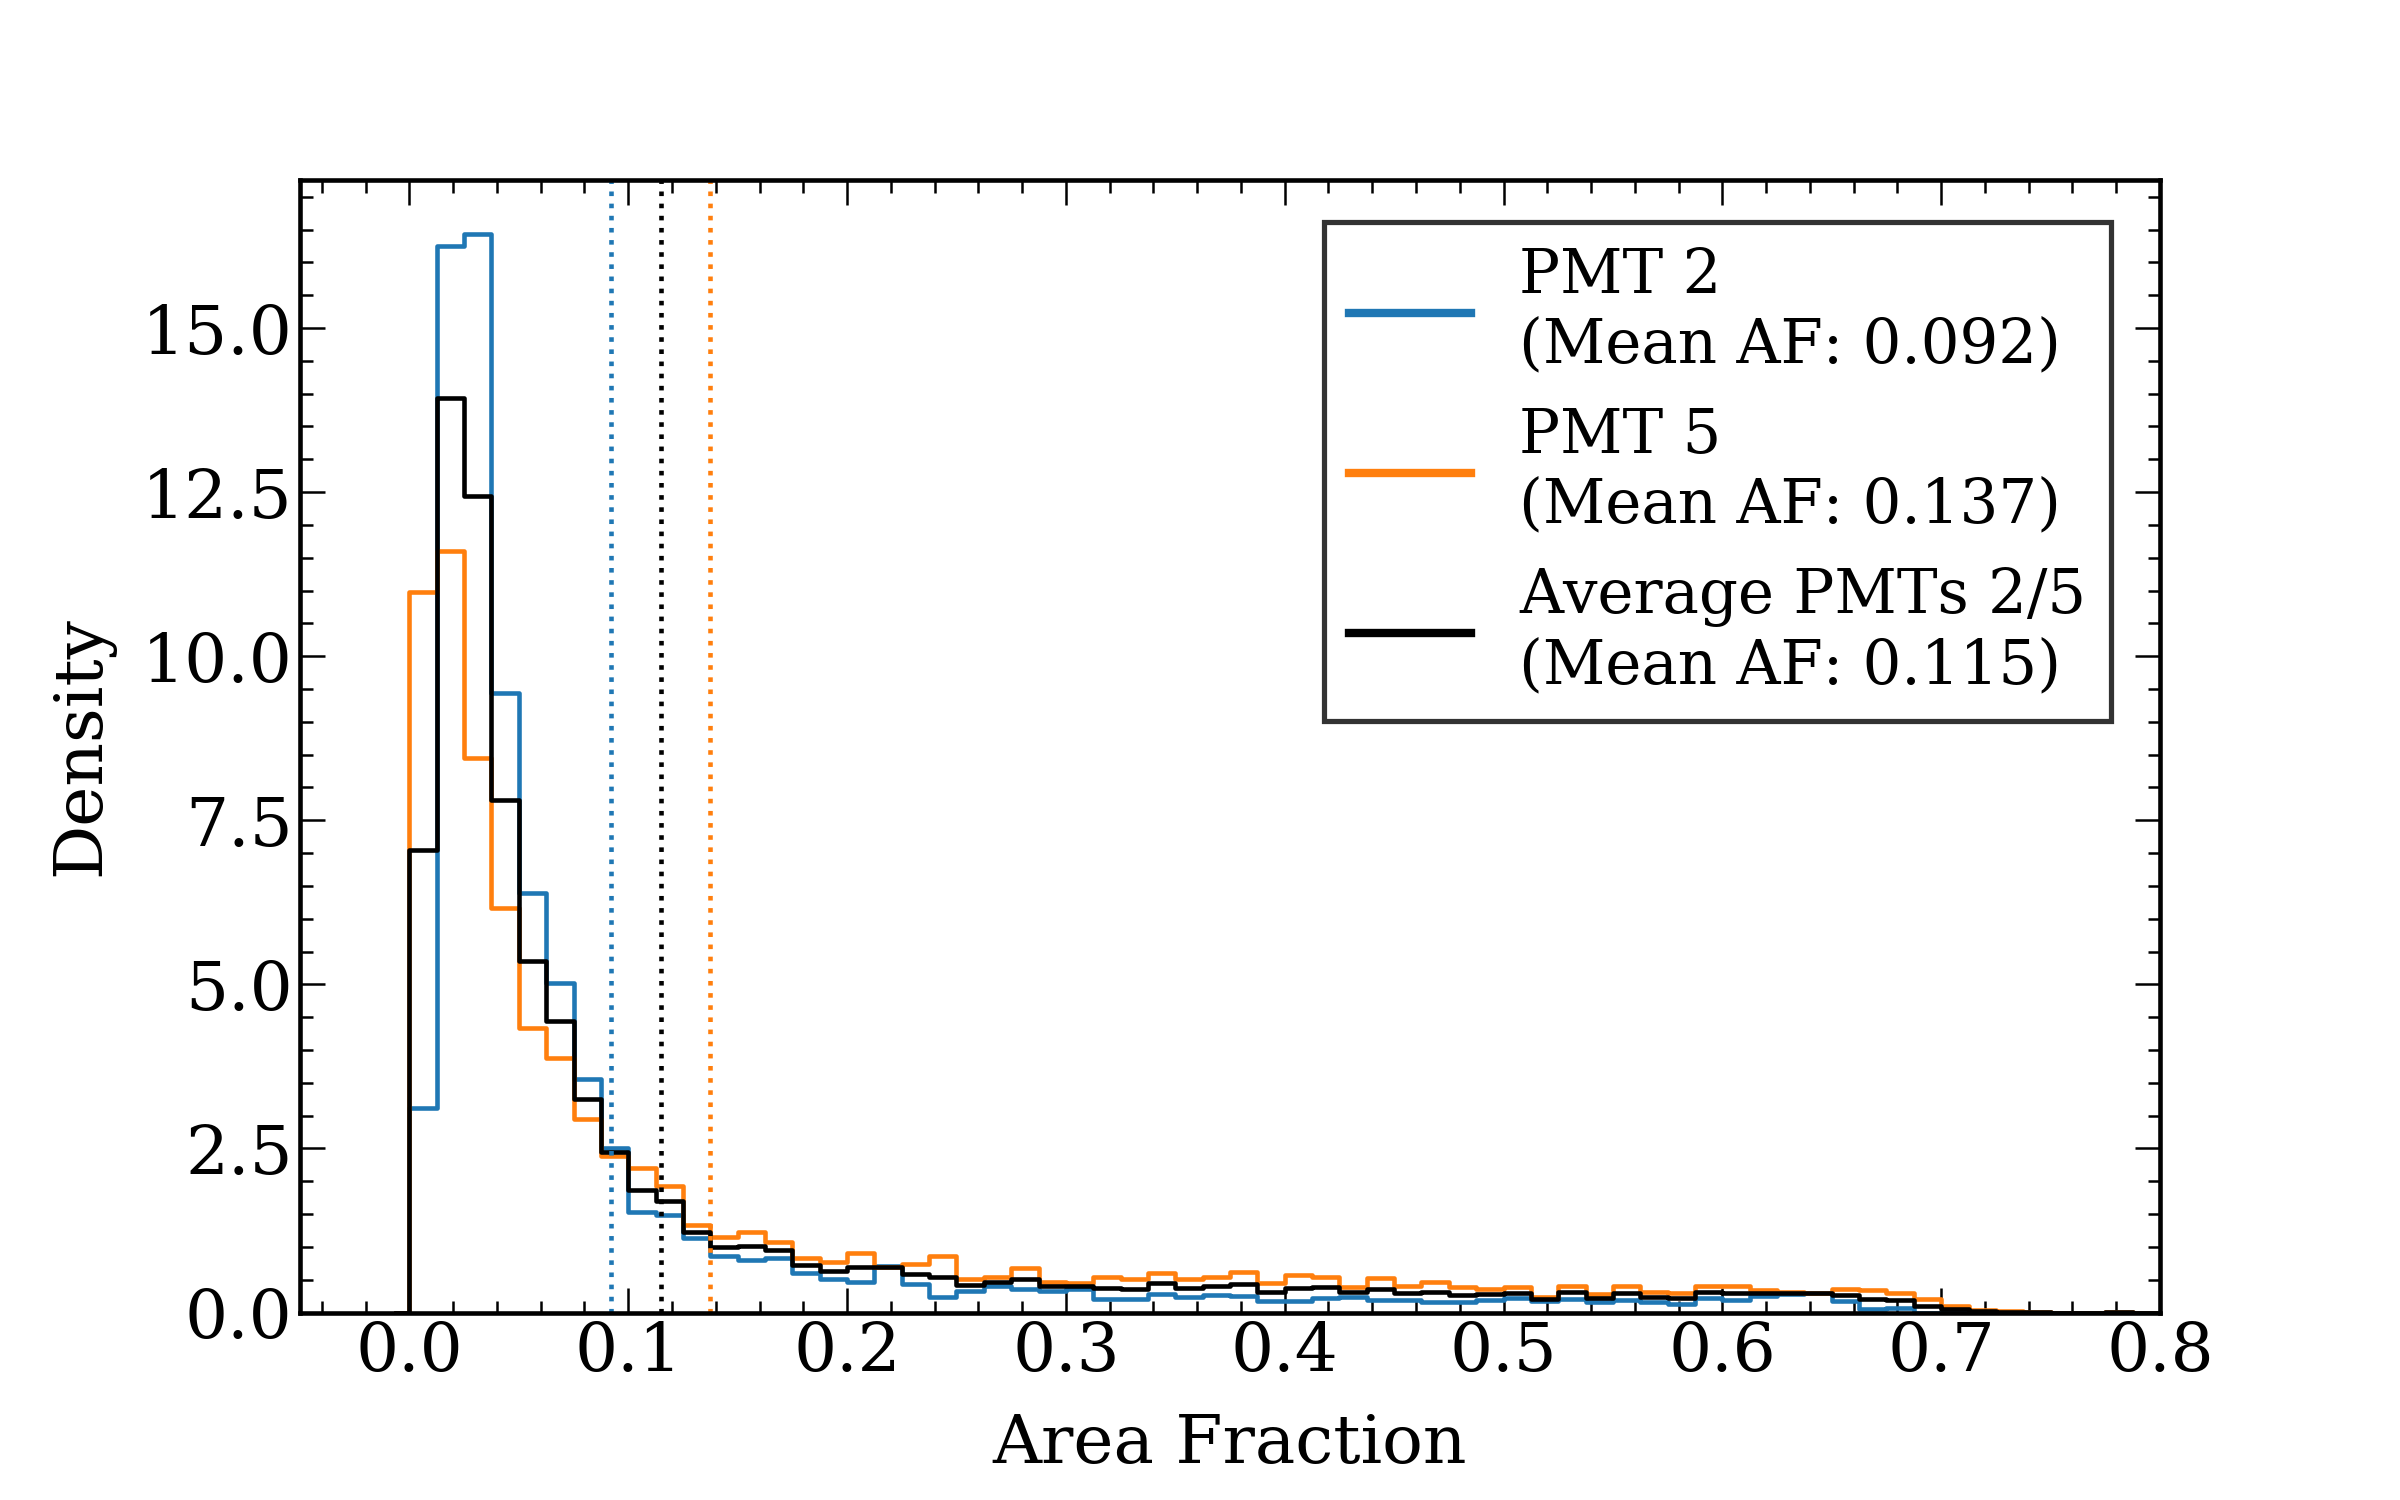 PMT 2
(Mean AF: 0.092)
PMT 5
(Mean AF: 0.137)
Average PMTs 2/5
(Mean AF: 0.115)
Density
15.0
12.5
10.0
7.5
5.0
2.5
0.0
0.0 0.1 0.2 0.3 0.4 0.5 0.6 0.7 0.8
Area Fraction